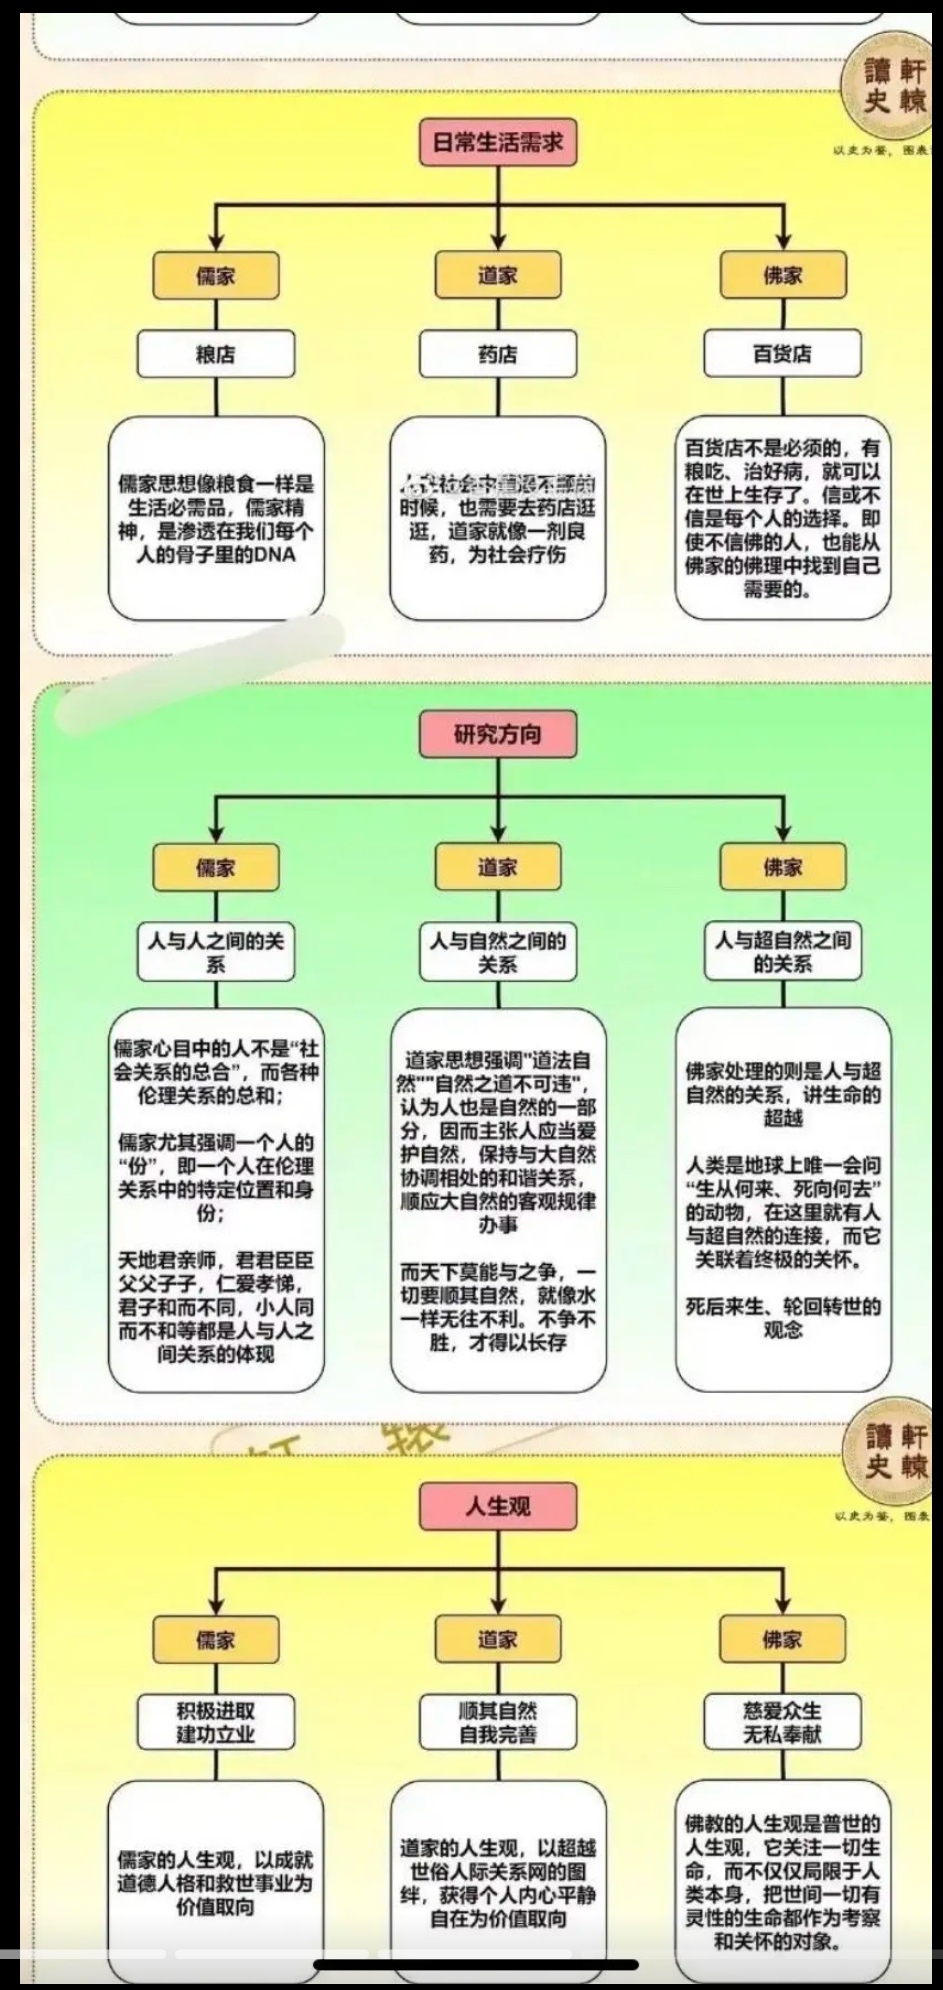 讀 軒
史 轅
以史为鉴，图表
日常生活需求
儒家
粮店
儒家思想像粮食一样是
生活必需品，儒家精
神，是渗透在我们每个
人的骨子里的DNA
道家
药店
时候，也需要去药店逛
逛，道家就像一剂良
药，为社会疗伤
佛家
百货店
百货店不是必须的，有
粮吃、治好病，就可以
在世上生存了。信或不
信是每个人的选择。即
使不信佛的人，也能从
佛家的佛理中找到自己
需要的。
研究方向
儒家
人与人之间的关
系
儒家心目中的人不是“社
会关系的总合”，而各种
伦理关系的总和；
儒家尤其强调一个人的
“份”，即一个人在伦理
关系中的特定位置和身
份；
天地君亲师，君君臣臣
父父子子，仁爱孝悌，
君子和而不同，小人同
而不和等都是人与人之
间关系的体现
道家
人与自然之间的
关系
道家思想强调"道法自
然""自然之道不可违"，
认为人也是自然的一部
分，因而主张人应当爱
护自然，保持与大自然
协调相处的和谐关系，
顺应大自然的客观规律
办事
而天下莫能与之争，一
切要顺其自然，就像水
一样无往不利。不争不
胜，才得以长存
佛家
人与超自然之间
的关系
佛家处理的则是人与超
自然的关系，讲生命的
超越
人类是地球上唯一会问
“生从何来、死向何去”
的动物，在这里就有人
与超自然的连接，而它
关联着终极的关怀。
死后来生、轮回转世的
观念
讀 軒
史 轅
以史为鉴，图表
人生观
儒家
积极进取
建功立业
儒家的人生观，以成就
道德人格和救世事业为
价值取向
道家
顺其自然
自我完善
道家的人生观，以超越
世俗人际关系网的图
绊，获得个人内心平静
自在为价值取向
佛家
慈爱众生
无私奉献
佛教的人生观是普世的
人生观，它关注一切生
命，而不仅仅局限于人
类本身，把世间一切有
灵性的生命都作为考察
和关怀的对象。